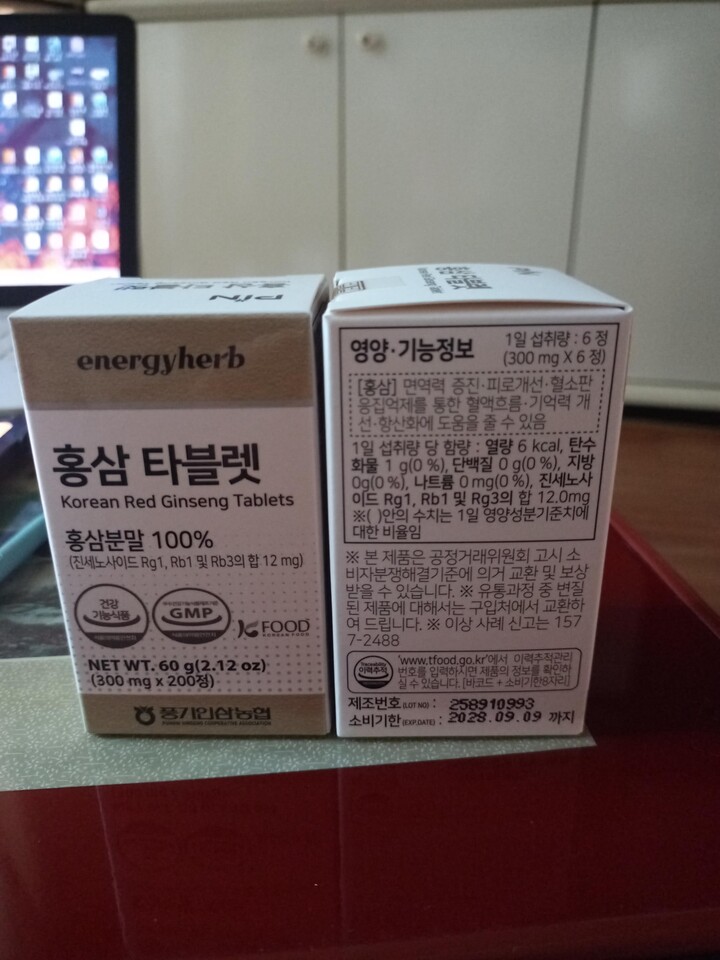 energyherb
홍삼 타블렛
Korean Red Ginseng Tablets
홍삼분말 100%
(진세노사이드 Rg1, Rb1 및 Rb3의 합 12 mg)
건강
기능식품
GMP
K FOOD
NET WT. 60 g(2.12 oz)
(300 mg x 200정)
풍기인삼농협
영양·기능정보
1일 섭취량 : 6 정
(300 mg X 6 정)
[홍삼] 면역력 증진·피로개선·혈소판
응집억제를 통한 혈액흐름·기억력 개
선·항산화에 도움을 줄 수 있음
1일 섭취량 당 함량 : 열량 6 kcal, 탄수
화물 1 g(0 %), 단백질 0 g(0 %), 지방
0g(0 %), 나트륨 0 mg(0 %), 진세노사
이드 Rg1, Rb1 및 Rg3의 합 12.0mg
※( )안의 수치는 1일 영양성분기준치에
대한 비율임
※ 본 제품은 공정거래위원회 고시 소
비자분쟁해결기준에 의거 교환 및 보상
받을 수 있습니다. ※ 유통과정 중 변질
된 제품에 대해서는 구입처에서 교환하
여 드립니다. ※ 이상 사례 신고는 157
7-2488
이력추적
'www.tfood.go.kr'에서 이력추적관리
번호를 입력하시면 제품의 정보를 확인하
실 수 있습니다. [바코드 + 소비기한8자리]
제조번호 (LOT NO) : 258910993
소비기한 (EXP.DATE) : 2028.09.09 까지